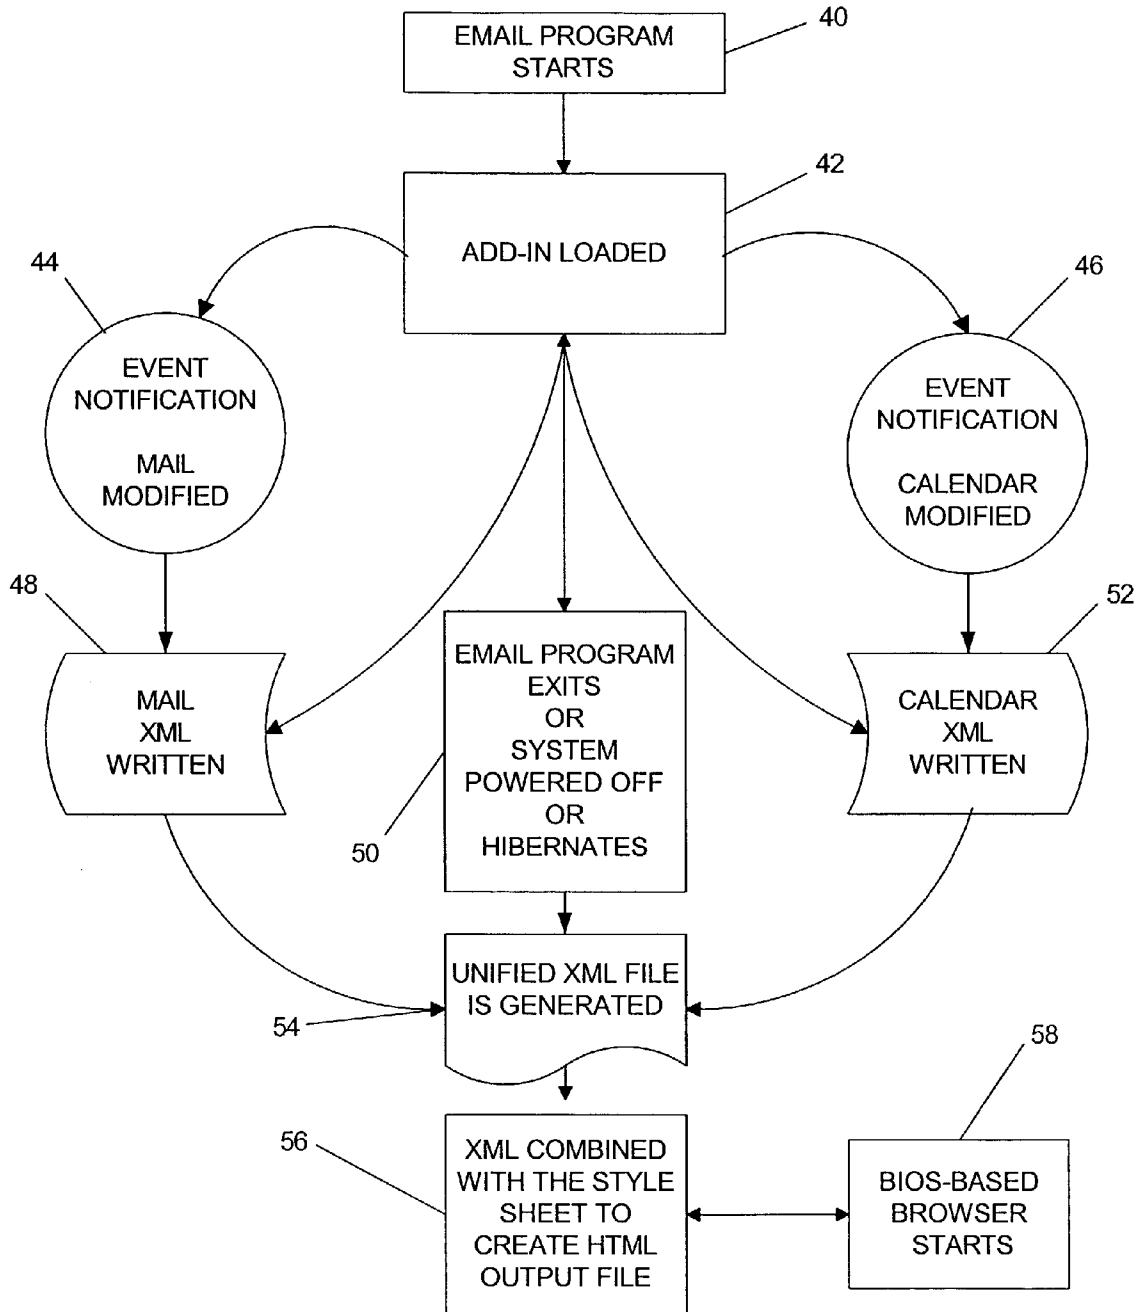 EMAIL PROGRAM
STARTS
40
42
ADD-IN LOADED
44
46
EVENT
NOTIFICATION
MAIL
MODIFIED
EVENT
NOTIFICATION
CALENDAR
MODIFIED
48
52
MAIL
XML
WRITTEN
EMAIL PROGRAM
EXITS
OR
SYSTEM
POWERED OFF
OR
HIBERNATES
CALENDAR
XML
WRITTEN
50
UNIFIED XML FILE
IS GENERATED
54
58
56
XML COMBINED
WITH THE STYLE
SHEET TO
CREATE HTML
OUTPUT FILE
BIOS-BASED
BROWSER
STARTS